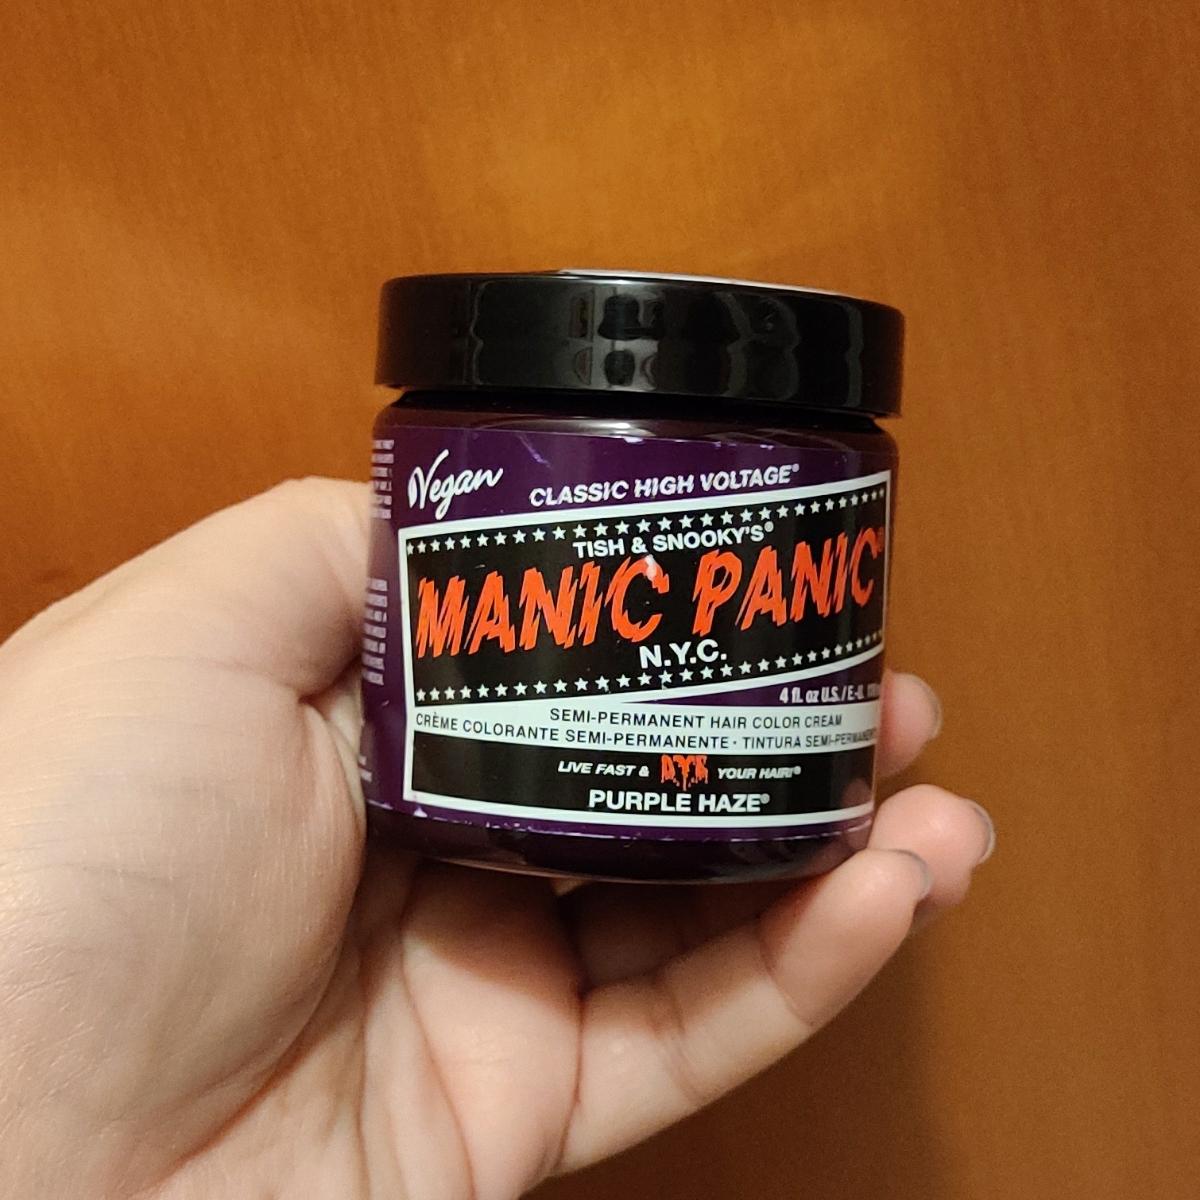 Vegan
CLASSIC HIGH VOLTAGE®
TISH & SNOOKY'S®
MANIC PANIC®
N.Y.C.
4 fl. oz U.S./E-U.
SEMI-PERMANENT HAIR COLOR CREAM
CRÈME COLORANTE SEMI-PERMANENTE • TINTURA SEMI-PERMANENTE
LIVE FAST & DYE YOUR HAIR!®
PURPLE HAZE®